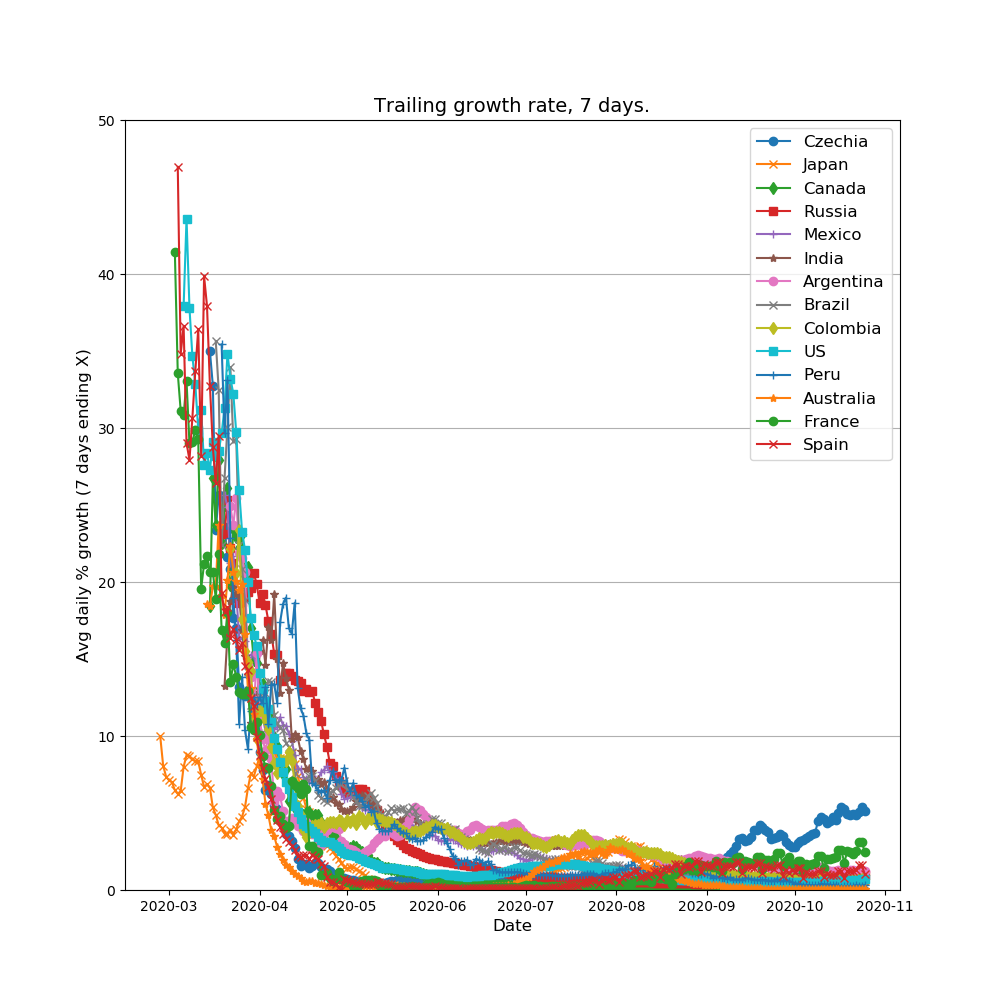 Trailing growth rate, 7 days.
50
40
30
20
10
0
Avg daily % growth (7 days ending X)
Czechia
Japan
Canada
Russia
Mexico
India
Argentina
Brazil
Colombia
US
Peru
Australia
France
Spain
2020-03 2020-04 2020-05 2020-06 2020-07 2020-08 2020-09 2020-10 2020-11
Date